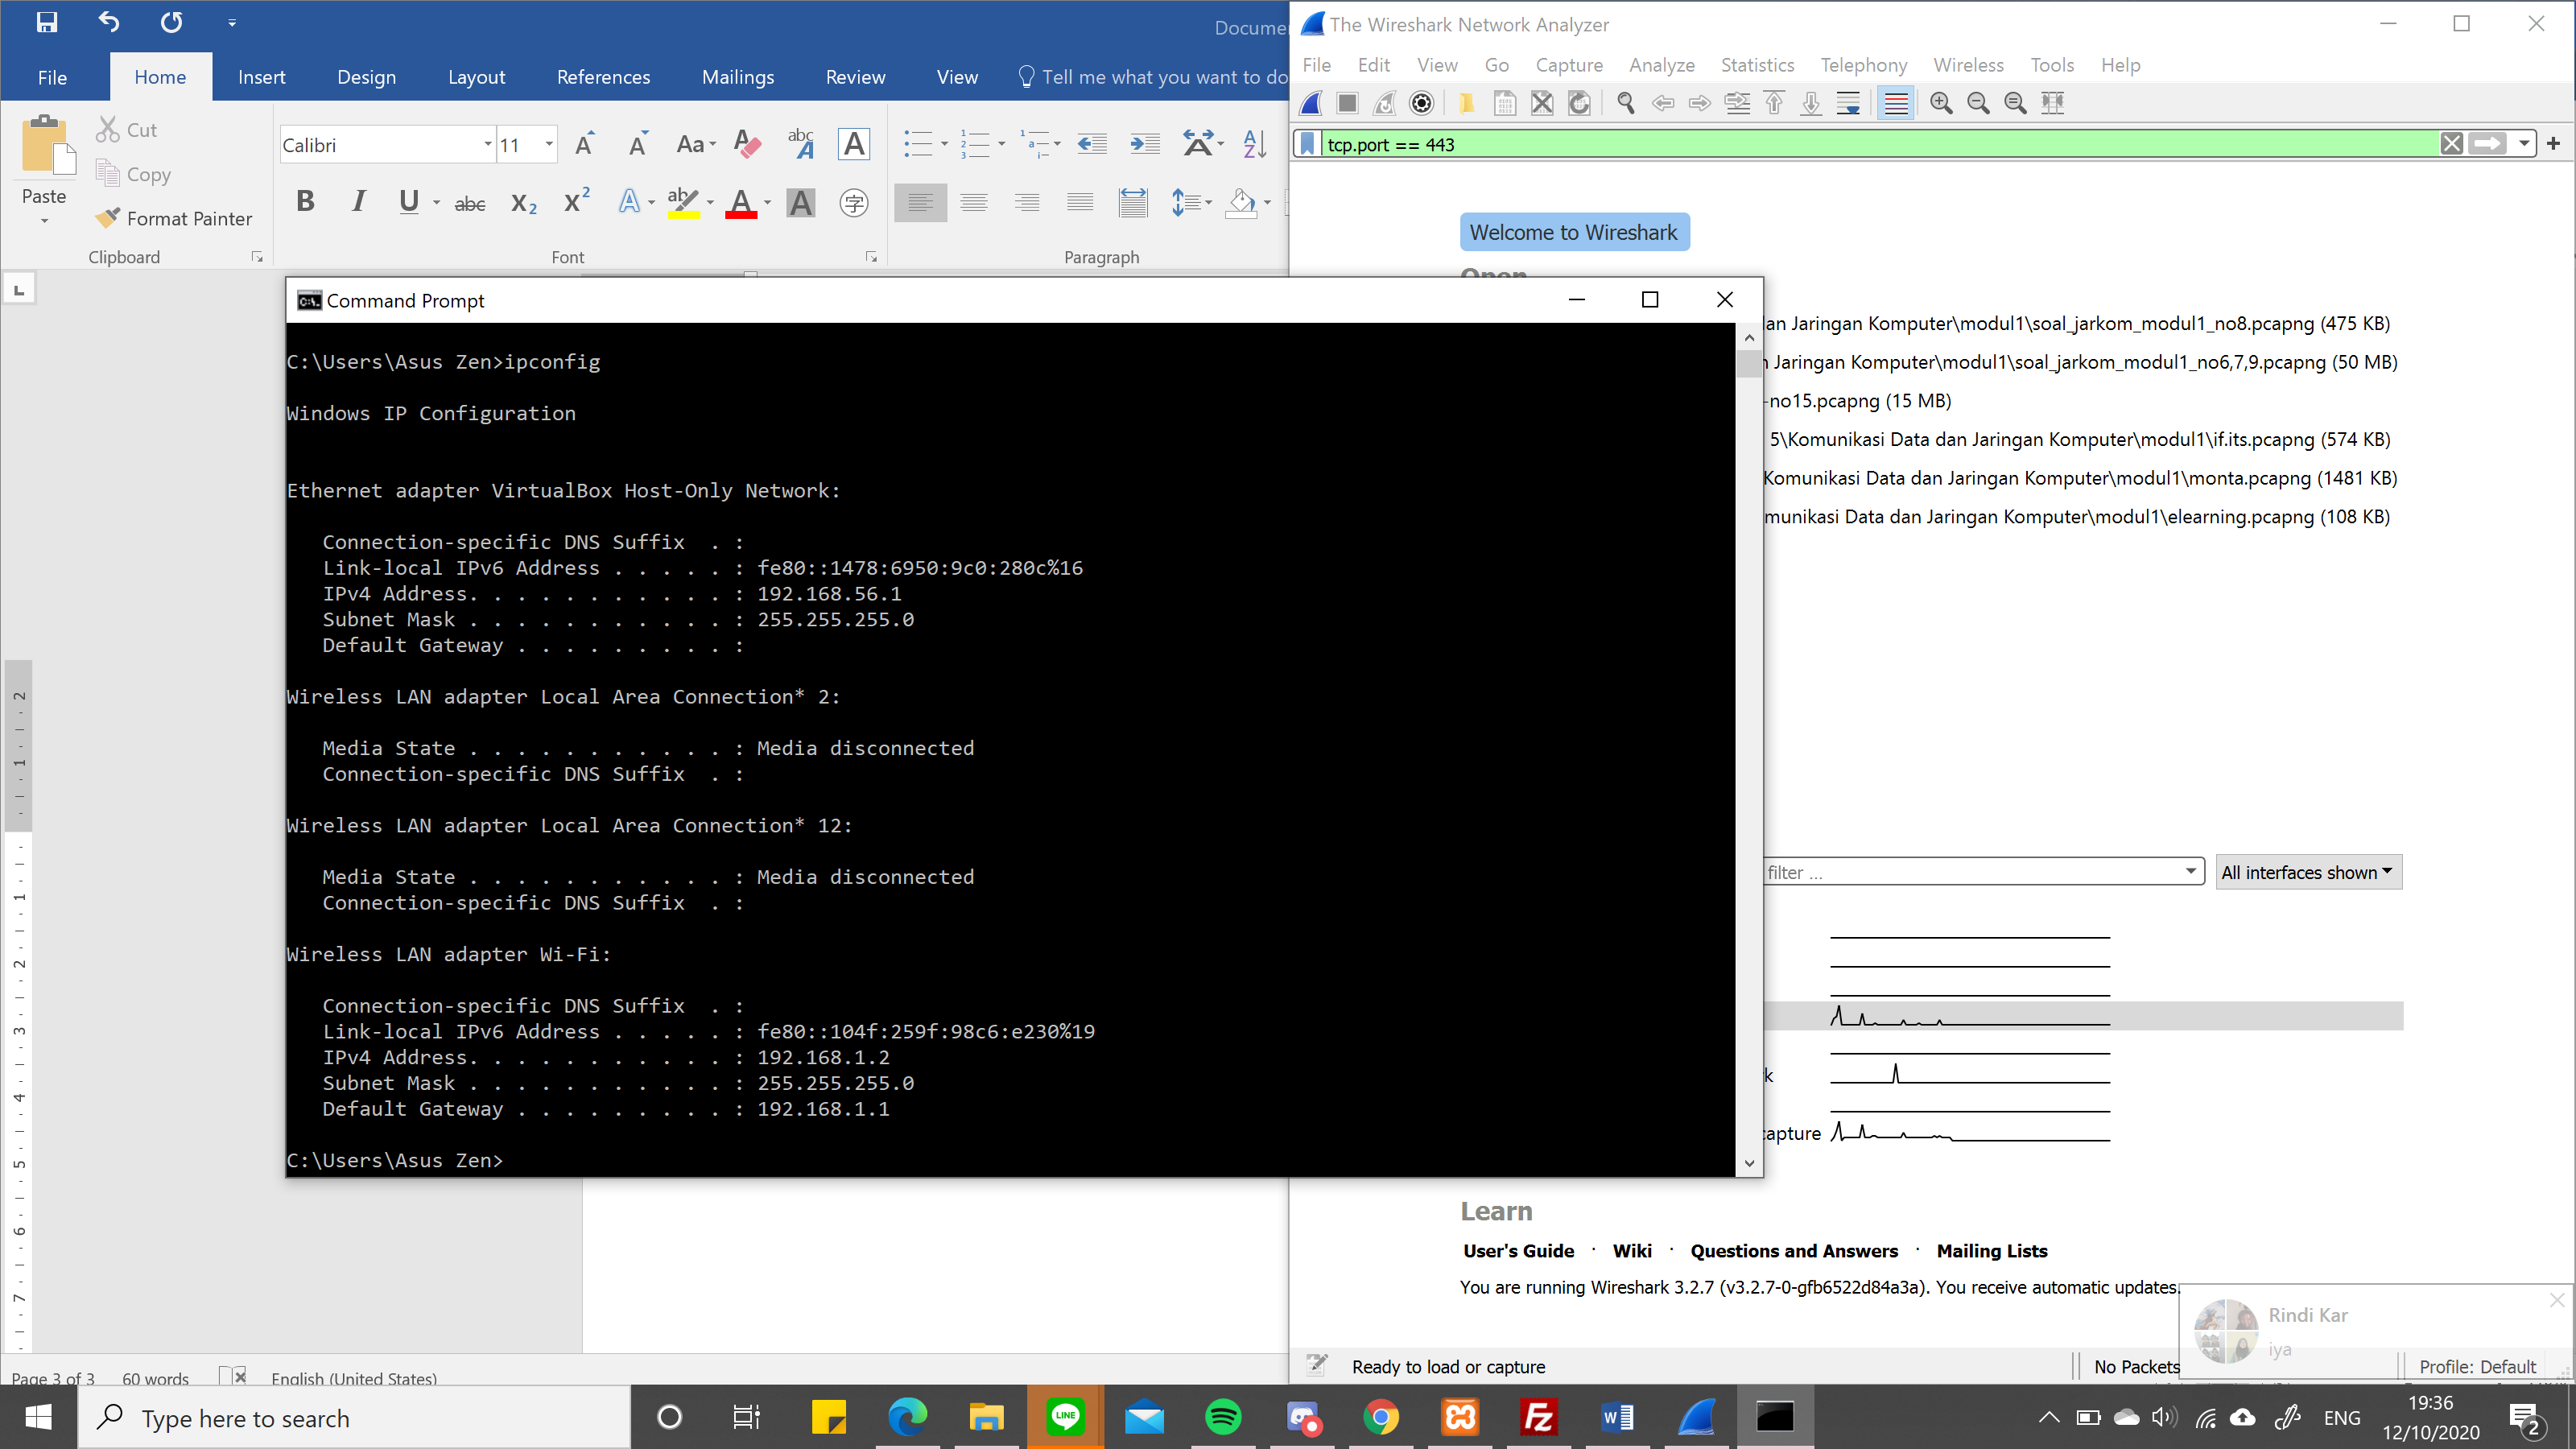 Docume
File
Home
Insert
Design
Layout
References
Mailings
Review
View
Tell me what you want to do
Paste
Cut
Copy
Format Painter
Clipboard
Calibri
11
Font
Paragraph
The Wireshark Network Analyzer
File Edit View Go Capture Analyze Statistics Telephony Wireless Tools Help
tcp.port == 443
Welcome to Wireshark
Open
Jaringan Komputer\modul1\soal_jarkom_modul1_no8.pcapng (475 KB)
Jaringan Komputer\modul1\soal_jarkom_modul1_no6,7,9.pcapng (50 MB)
-no15.pcapng (15 MB)
5\Komunikasi Data dan Jaringan Komputer\modul1\if.its.pcapng (574 KB)
Komunikasi Data dan Jaringan Komputer\modul1\monta.pcapng (1481 KB)
munikasi Data dan Jaringan Komputer\modul1\elearning.pcapng (108 KB)
filter ...
All interfaces shown
k
capture
Learn
User's Guide · Wiki · Questions and Answers · Mailing Lists
You are running Wireshark 3.2.7 (v3.2.7-0-gfb6522d84a3a). You receive automatic updates.
Ready to load or capture
No Packets
Profile: Default
Rindi Kar
iya
Command Prompt
C:\Users\Asus Zen>ipconfig
Windows IP Configuration
Ethernet adapter VirtualBox Host-Only Network:
Connection-specific DNS Suffix  . :
Link-local IPv6 Address . . . . . : fe80::1478:6950:9c0:280c%16
IPv4 Address. . . . . . . . . . . : 192.168.56.1
Subnet Mask . . . . . . . . . . . : 255.255.255.0
Default Gateway . . . . . . . . . :
Wireless LAN adapter Local Area Connection* 2:
Media State . . . . . . . . . . . : Media disconnected
Connection-specific DNS Suffix  . :
Wireless LAN adapter Local Area Connection* 12:
Media State . . . . . . . . . . . : Media disconnected
Connection-specific DNS Suffix  . :
Wireless LAN adapter Wi-Fi:
Connection-specific DNS Suffix  . :
Link-local IPv6 Address . . . . . : fe80::104f:259f:98c6:e230%19
IPv4 Address. . . . . . . . . . . : 192.168.1.2
Subnet Mask . . . . . . . . . . . : 255.255.255.0
Default Gateway . . . . . . . . . : 192.168.1.1
C:\Users\Asus Zen>
Page 3 of 3
60 words
English (United States)
Type here to search
LINE
ENG
19:36
12/10/2020
2